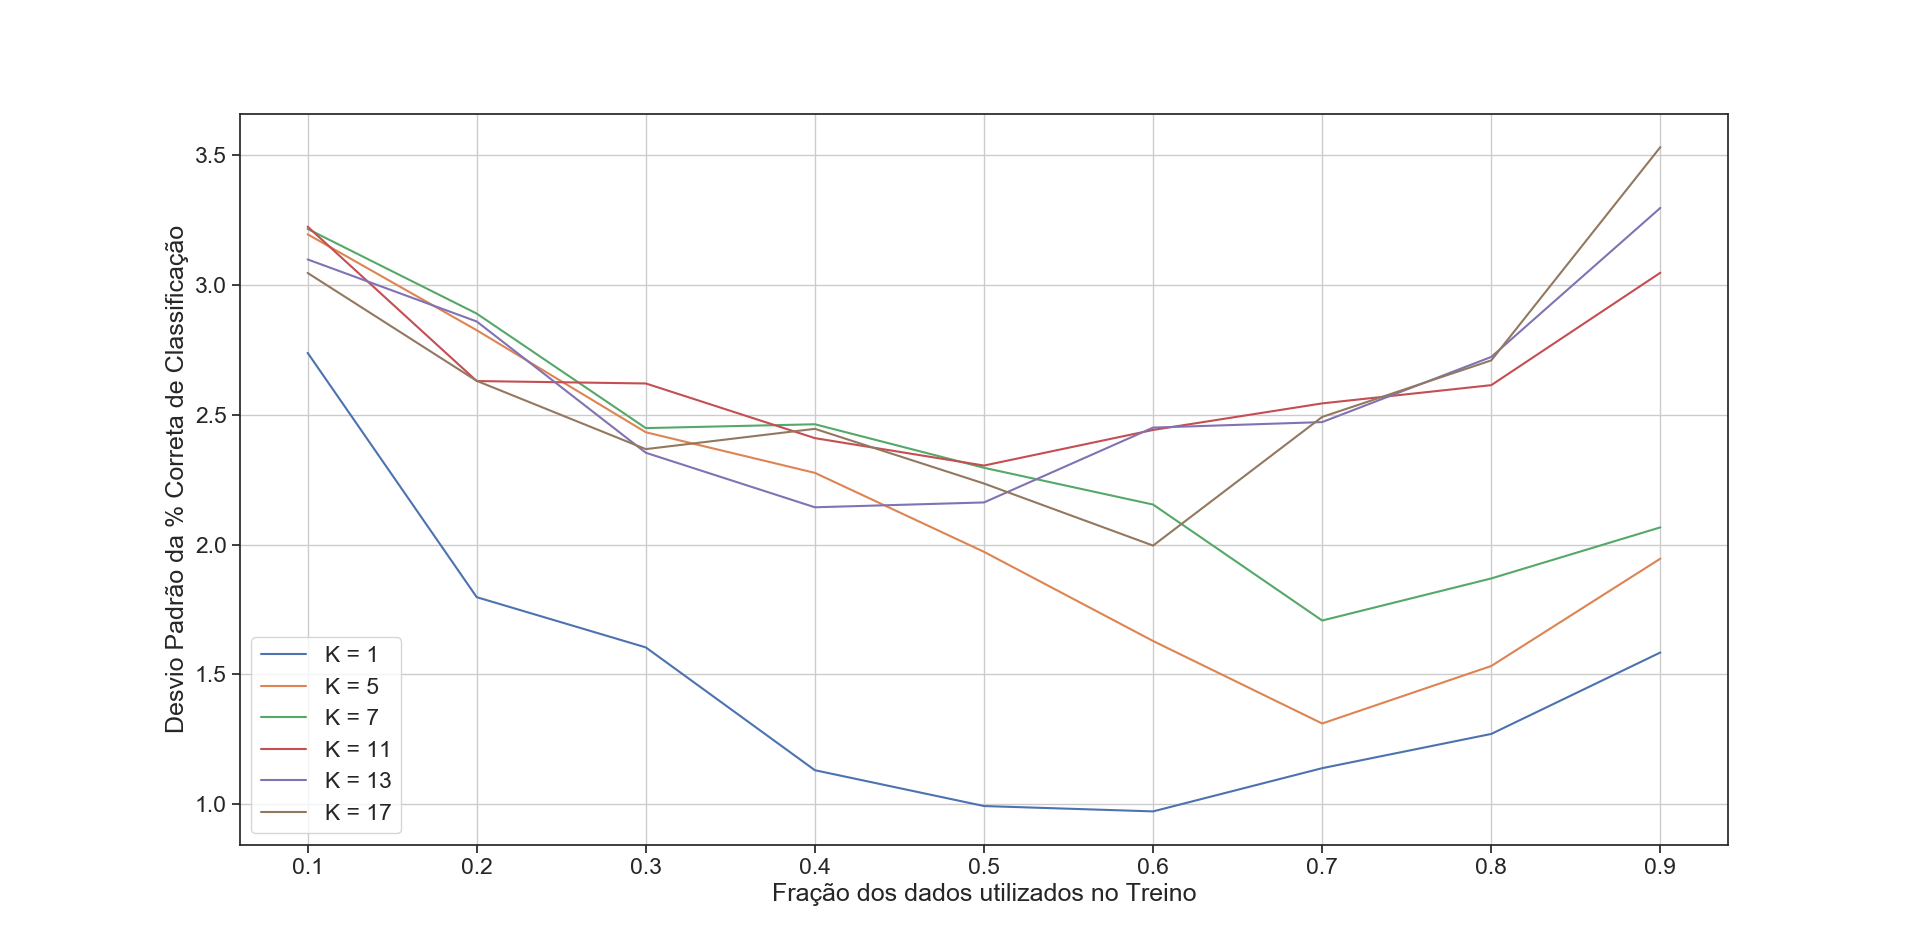 Desvio Padrão da % Correta de Classificação
3.5
3.0
2.5
2.0
1.5
1.0
K = 1
K = 5
K = 7
K = 11
K = 13
K = 17
0.1 0.2 0.3 0.4 0.5 0.6 0.7 0.8 0.9
Fração dos dados utilizados no Treino